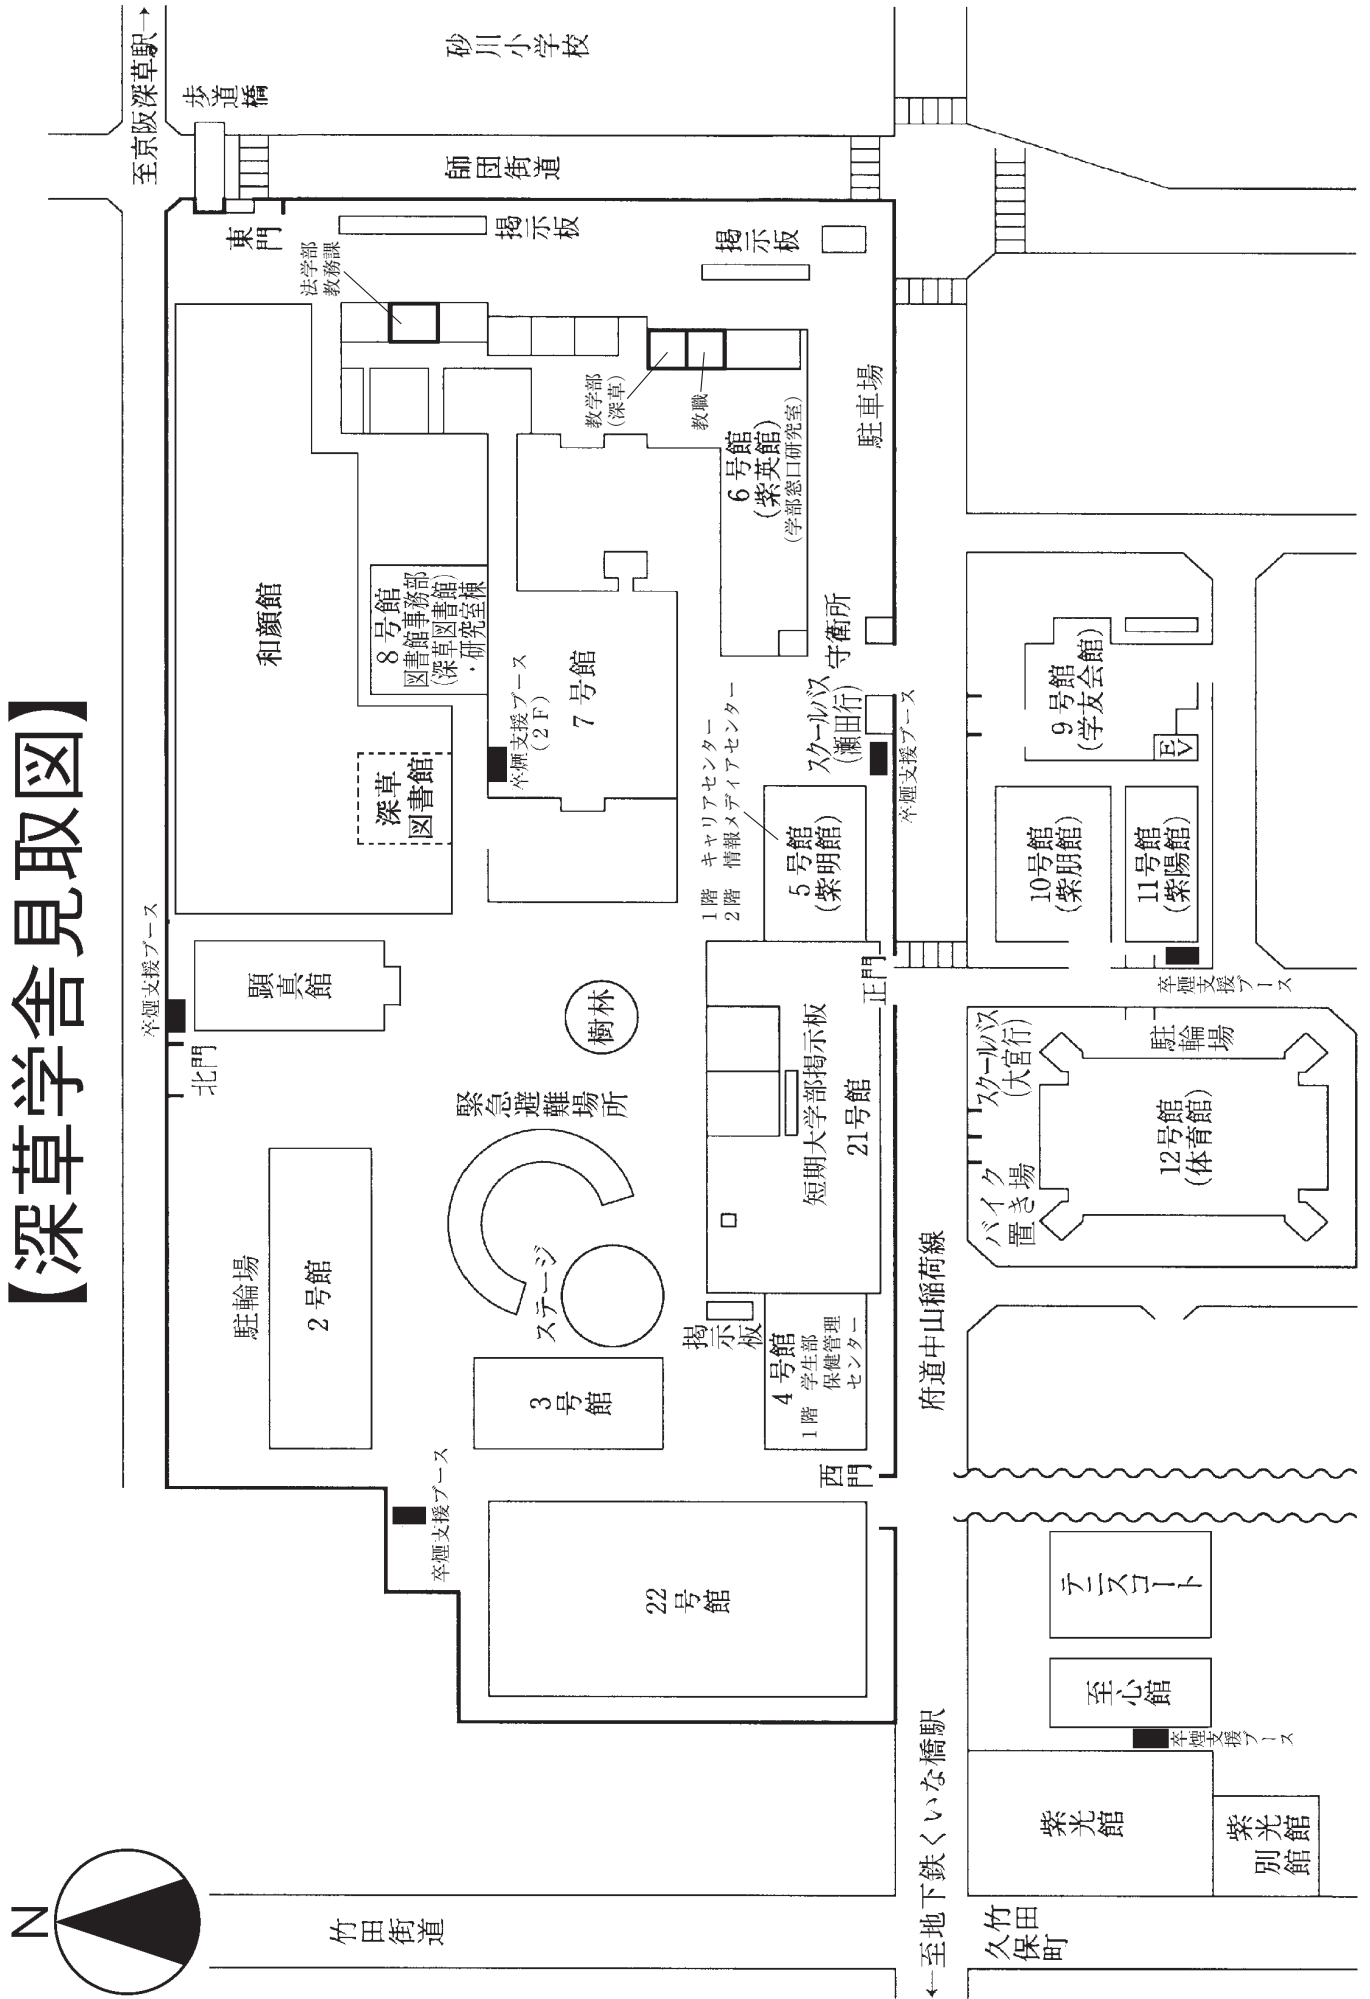 【深草学舎見取図】
N
至京阪深草駅→
歩道橋
砂川小学校
師団街道
東門
掲示板
掲示板
法学部
教務課
教学部
(深草)
教職
6号館
(紫英館)
(学部窓口研究室)
駐車場
和顔館
8号館
図書館事務部
(深草図書館)
・研究室棟
深草
図書館
7号館
卒煙支援ブース
(2F)
守衛所
スクールバス
(瀬田行)
卒煙支援ブース
1階 キャリアセンター
2階 情報メディアセンター
5号館
(紫明館)
正門
9号館
(学友会館)
EV
10号館
(紫朋館)
11号館
(紫陽館)
卒煙支援ブース
卒煙支援ブース
顕真館
北門
樹林
緊急避難場所
ステージ
短期大学部掲示板
21号館
スクールバス
(大宮行)
駐輪場
バイク
置き場
12号館
(体育館)
駐輪場
2号館
3号館
掲示板
4号館
1階 学生部
保健管理
センター
府道中山稲荷線
西門
卒煙支援ブース
22号館
テニスコート
至心館
卒煙支援ブース
紫光館
紫光館
別館
竹田街道
←至地下鉄くいな橋駅
竹田
久保町